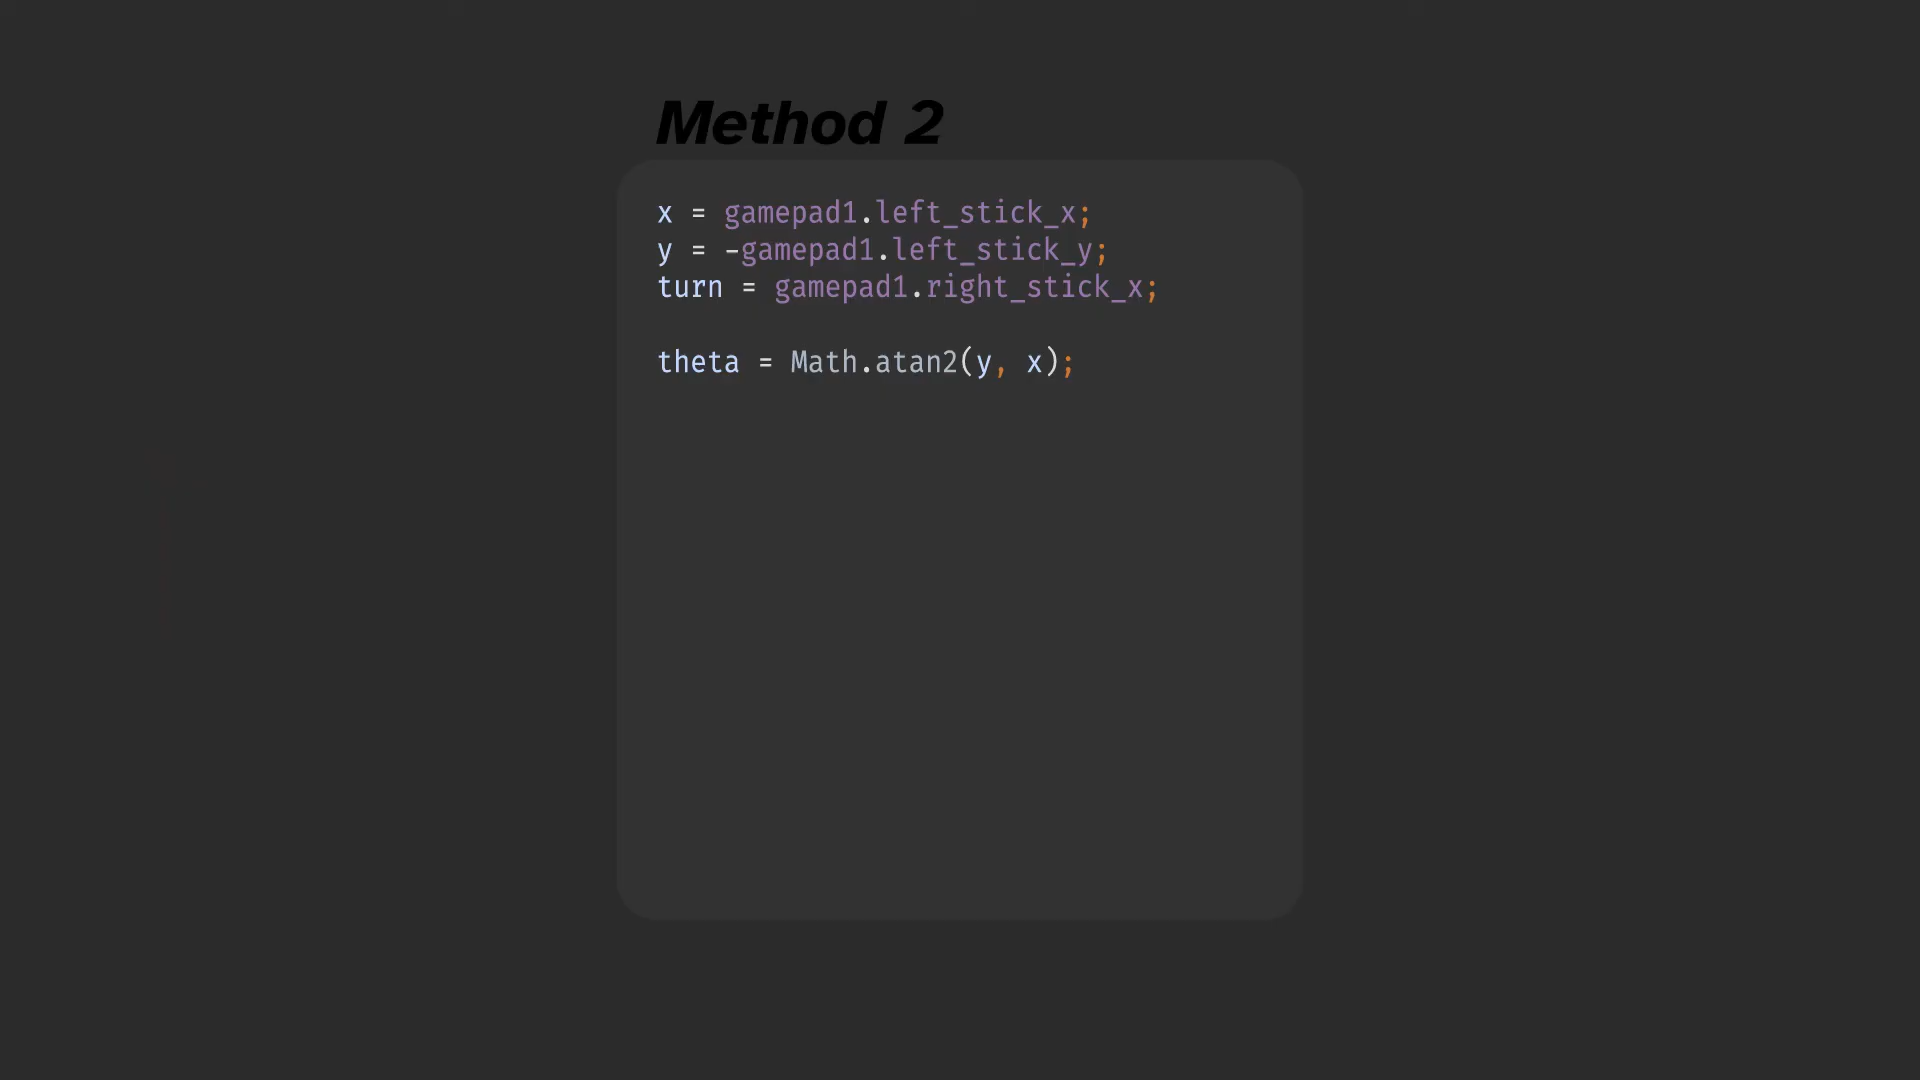 Method 2
x = gamepad1.left_stick_x;
y = -gamepad1.left_stick_y;
turn = gamepad1.right_stick_x;
theta = Math.atan2(y, x);